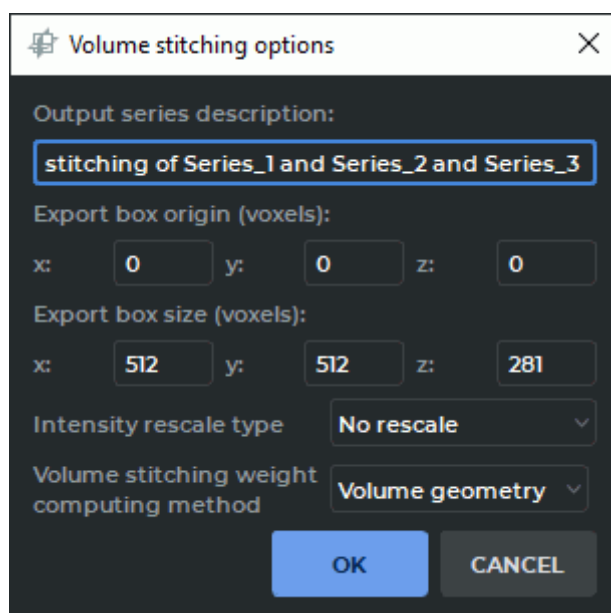 Volume stitching options
Output series description:
stitching of Series_1 and Series_2 and Series_3
Export box origin (voxels):
x: 0 y: 0 z: 0
Export box size (voxels):
x: 512 y: 512 z: 281
Intensity rescale type No rescale
Volume stitching weight
computing method Volume geometry
OK CANCEL